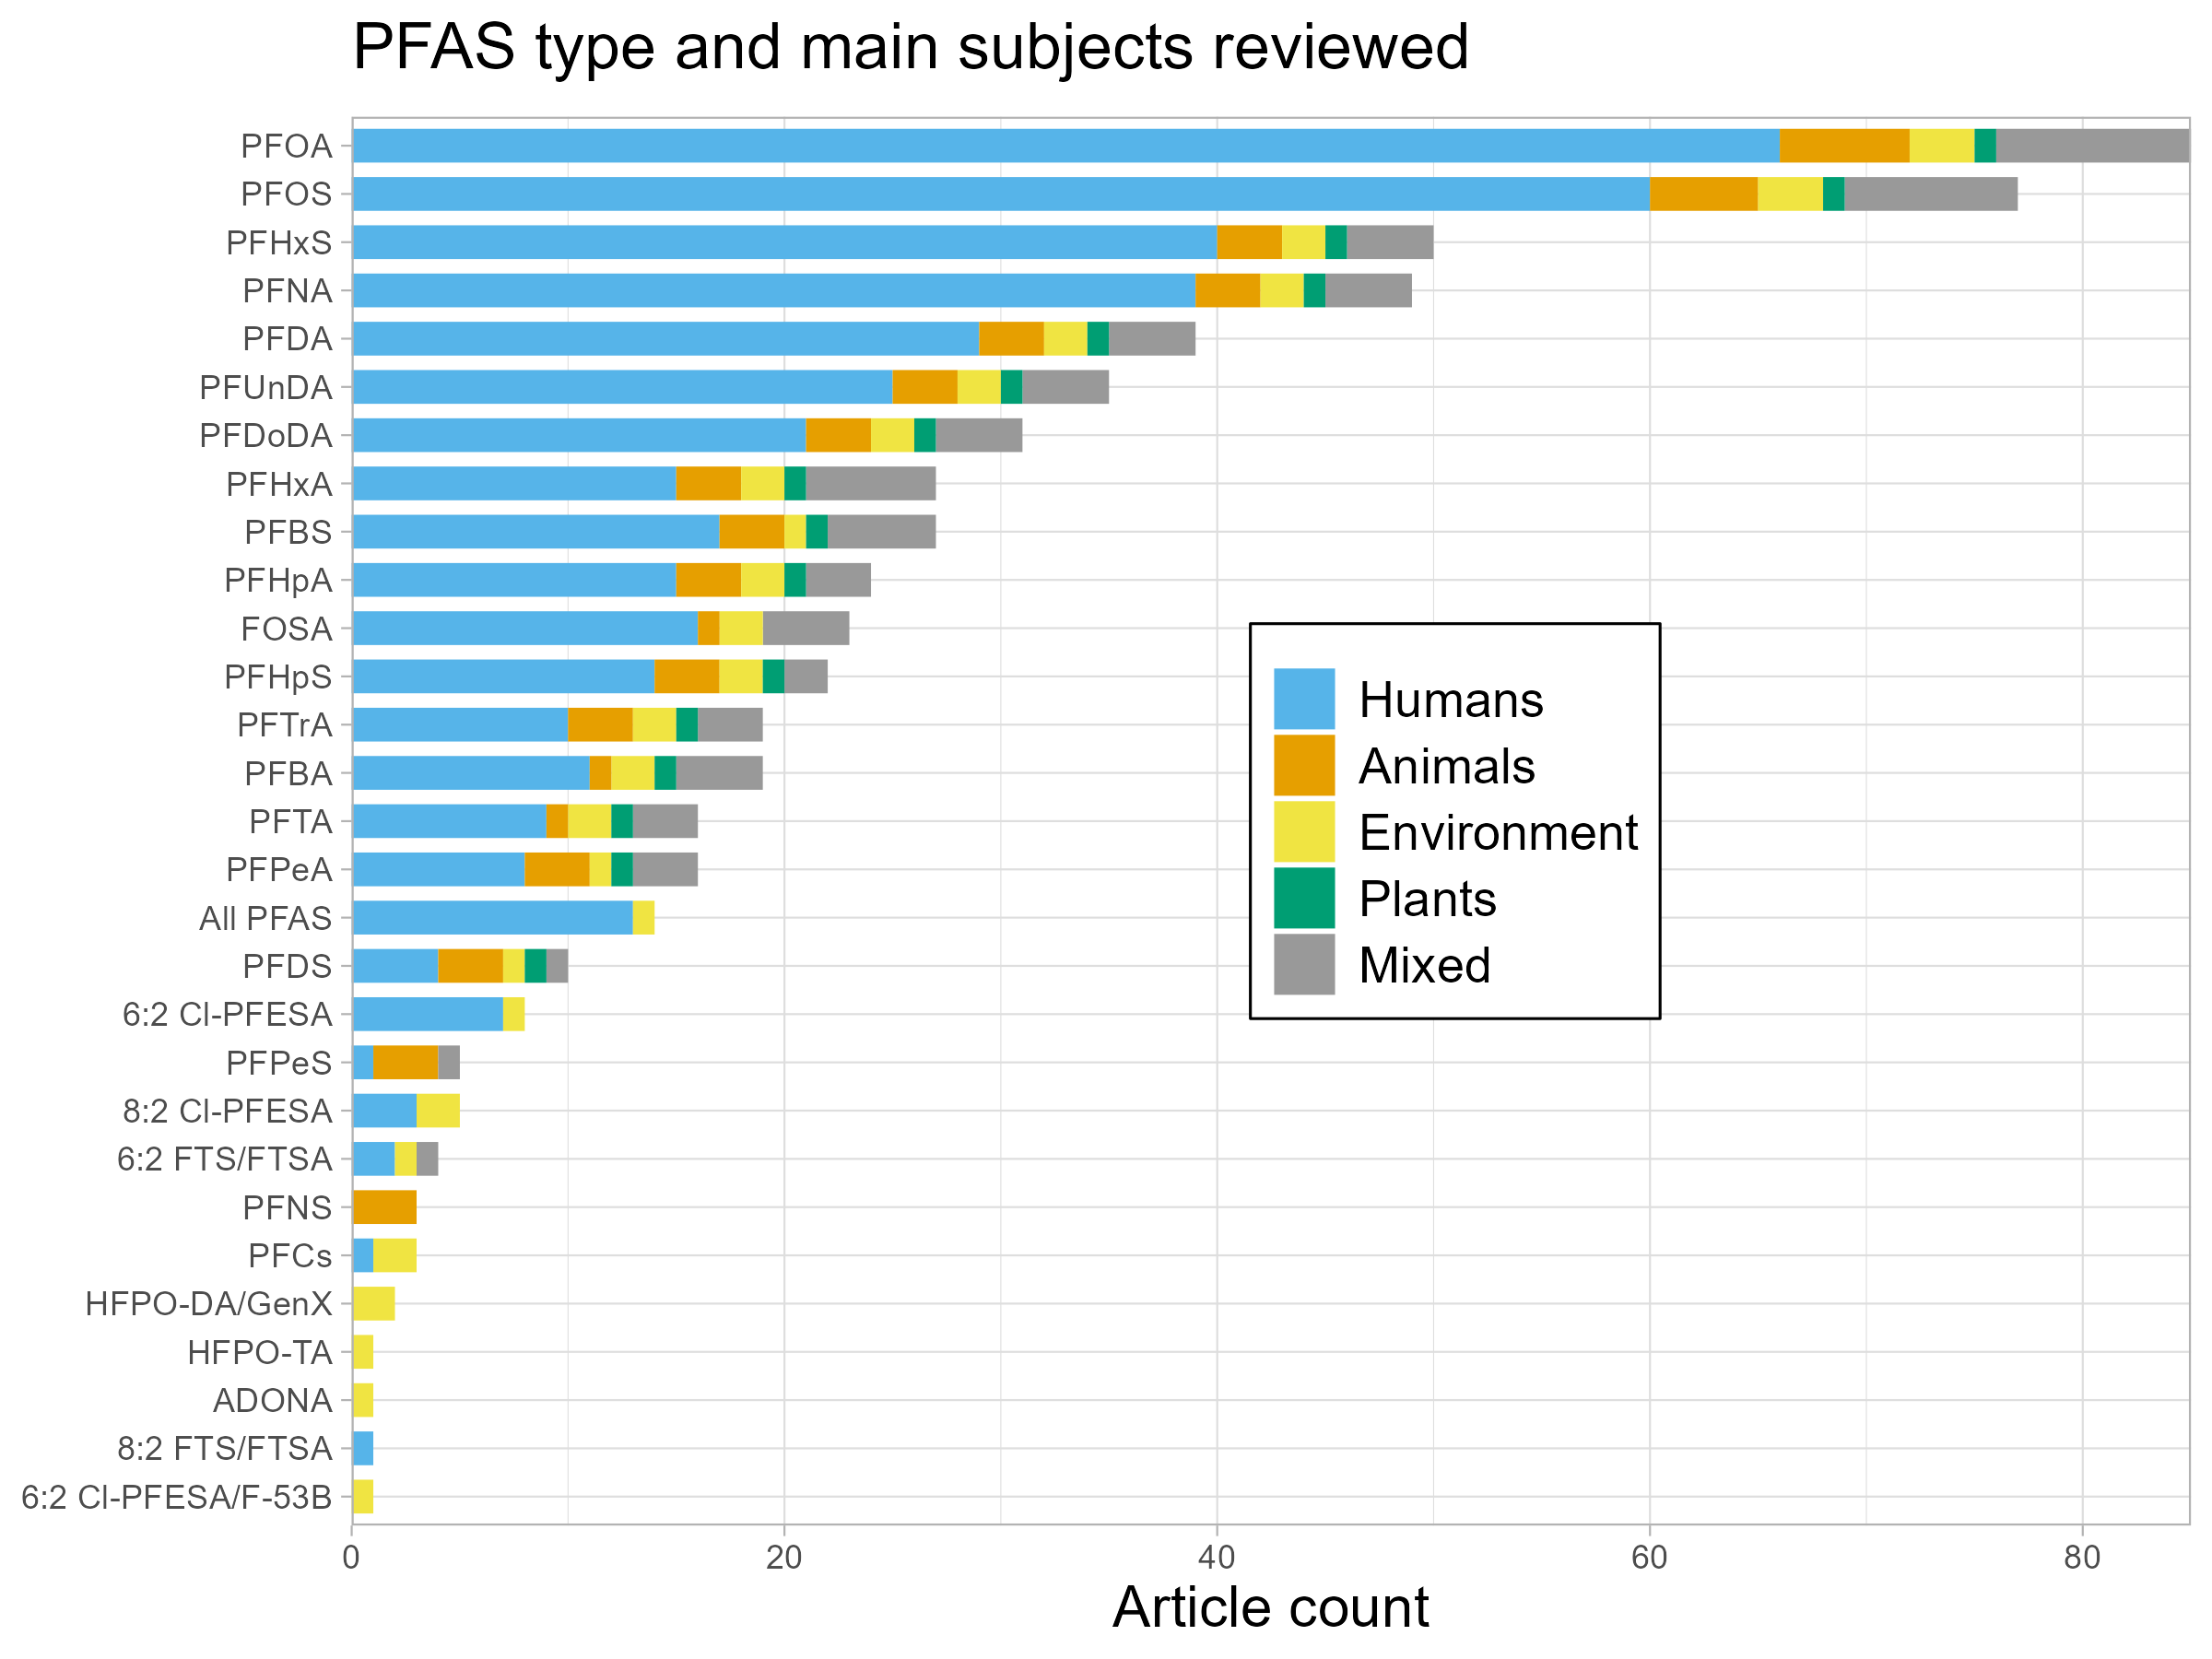 PFAS type and main subjects reviewed
PFOA
PFOS
PFHxS
PFNA
PFDA
PFUnDA
PFDoDA
PFHxA
PFBS
PFHpA
FOSA
PFHpS
PFTrA
PFBA
PFTA
PFPeA
All PFAS
PFDS
6:2 Cl-PFESA
PFPeS
8:2 Cl-PFESA
6:2 FTS/FTSA
PFNS
PFCs
HFPO-DA/GenX
HFPO-TA
ADONA
8:2 FTS/FTSA
6:2 Cl-PFESA/F-53B
Humans
Animals
Environment
Plants
Mixed
0 20 40 60 80
Article count